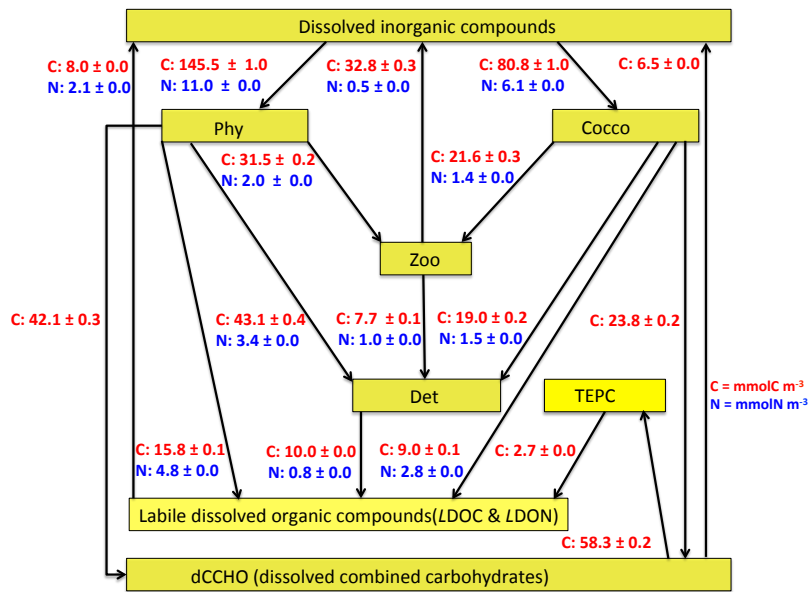 Dissolved inorganic compounds
C: 8.0 ± 0.0
N: 2.1 ± 0.0
C: 145.5 ± 1.0
N: 11.0 ± 0.0
C: 32.8 ± 0.3
N: 0.5 ± 0.0
C: 80.8 ± 1.0
N: 6.1 ± 0.0
C: 6.5 ± 0.0
Phy
Cocco
C: 31.5 ± 0.2
N: 2.0 ± 0.0
C: 21.6 ± 0.3
N: 1.4 ± 0.0
Zoo
C: 42.1 ± 0.3
C: 43.1 ± 0.4
N: 3.4 ± 0.0
C: 7.7 ± 0.1
N: 1.0 ± 0.0
C: 19.0 ± 0.2
N: 1.5 ± 0.0
C: 23.8 ± 0.2
C = mmolC m⁻³
N = mmolN m⁻³
Det
TEPC
C: 15.8 ± 0.1
N: 4.8 ± 0.0
C: 10.0 ± 0.0
N: 0.8 ± 0.0
C: 9.0 ± 0.1
N: 2.8 ± 0.0
C: 2.7 ± 0.0
Labile dissolved organic compounds(LDOC & LDON)
C: 58.3 ± 0.2
dCCHO (dissolved combined carbohydrates)